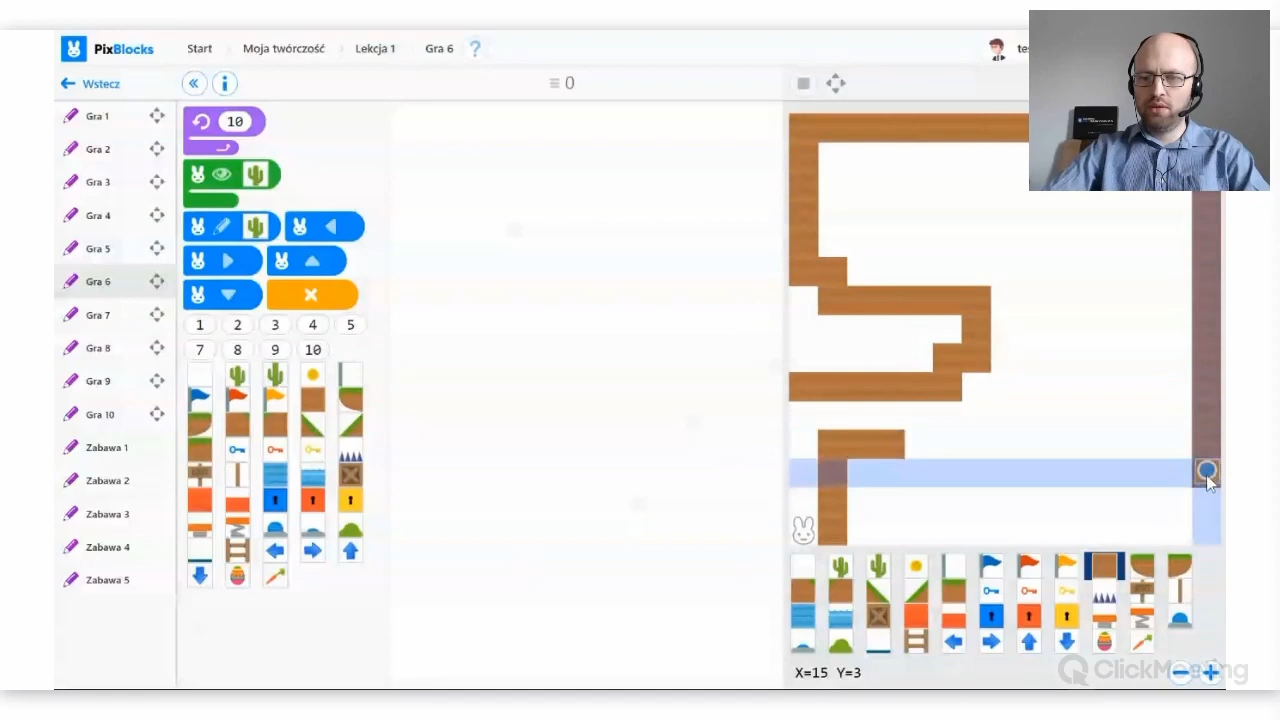 PixBlocks
Start
Moja twórczość
Lekcja 1
Gra 6
?
Wstecz
0
Gra 1
Gra 2
Gra 3
Gra 4
Gra 5
Gra 6
Gra 7
Gra 8
Gra 9
Gra 10
Zabawa 1
Zabawa 2
Zabawa 3
Zabawa 4
Zabawa 5
10
1 2 3 4 5
7 8 9 10
X=15 Y=3
ClickMeeting